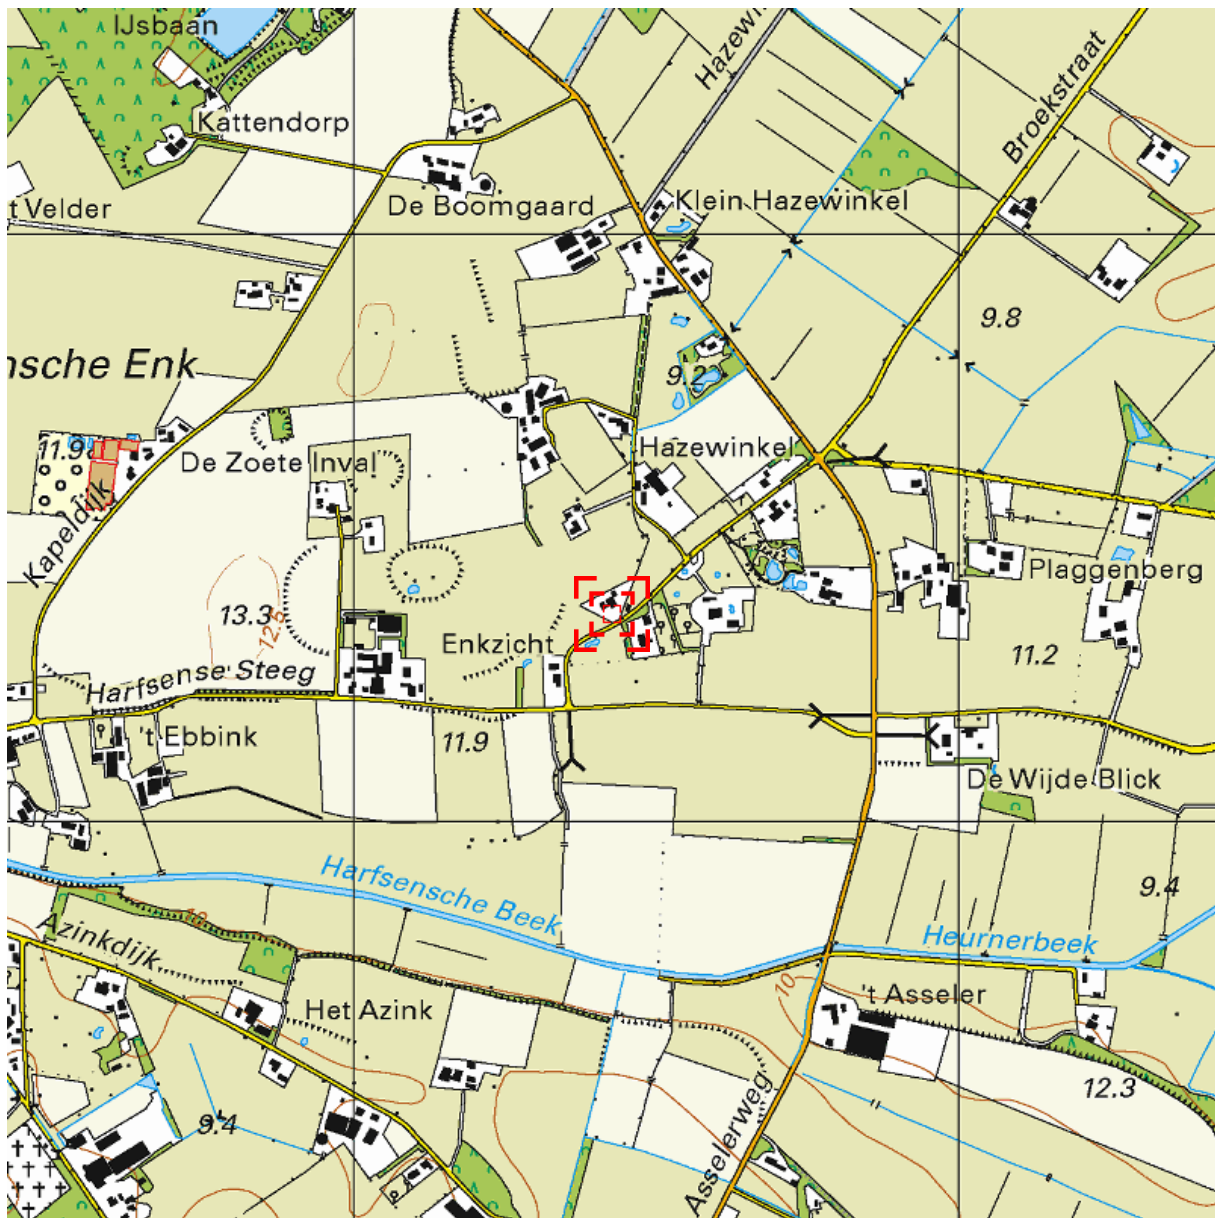 IJsbaan
Hazewi
Kattendorp
Broekstraat
t Velder
De Boomgaard
Klein Hazewinkel
9.8
nsche Enk
9.2
11.9
De Zoete Inval
Hazewinkel
Kapeldijk
Plaggenberg
13.3
12.5
Enkzicht
11.2
Harfsense Steeg
't Ebbink
11.9
De Wijde Blick
Harfsensche Beek
9.4
10
Azinkdijk
Heurnerbeek
10
't Asseler
Het Azink
12.3
9.4
Asselerweg